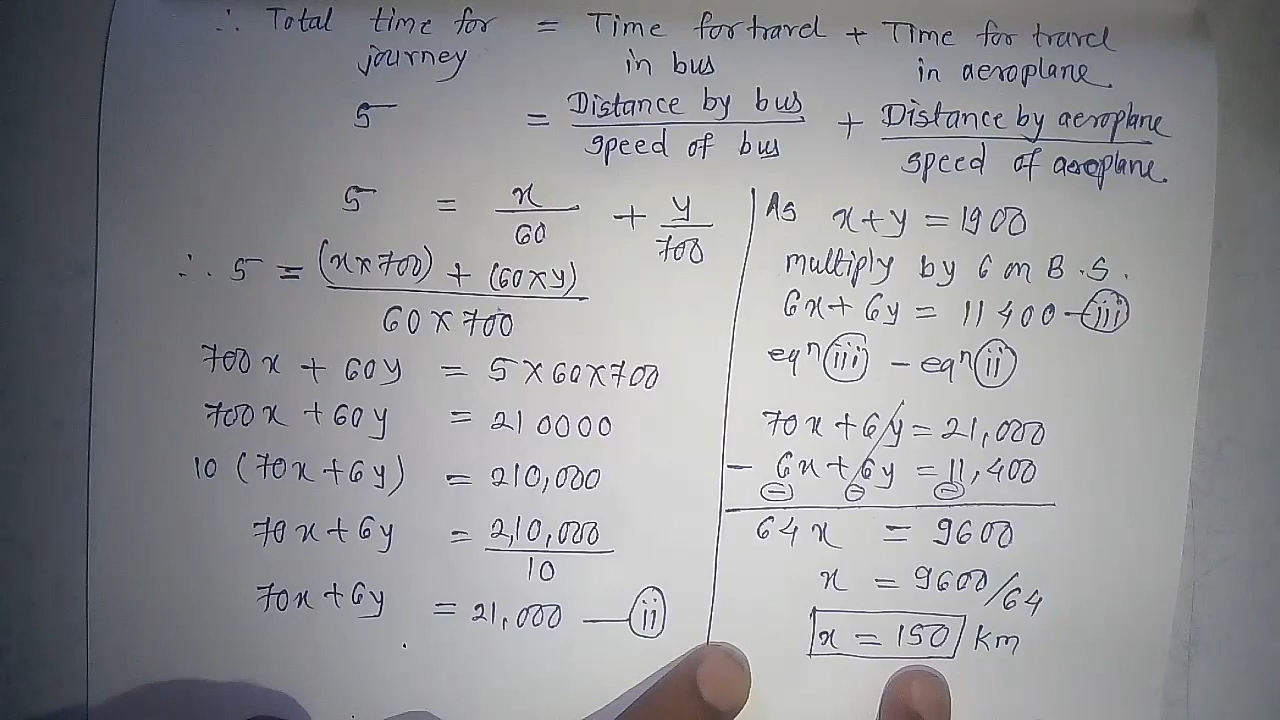 ∴ Total time for journey = Time for travel in bus + Time for travel in aeroplane
5 = Distance by bus / speed of bus + Distance by aeroplane / speed of aeroplane.
5 = x/60 + y/700
∴ 5 = (x×700) + (60×y) / 60×700
700x + 60y = 5×60×700
700x + 60y = 210000
10 (70x+6y) = 210,000
70x+6y = 2,10,000 / 10
70x+6y = 21,000 — (ii)
As x+y = 1900
multiply by 6 on B.S.
6x+6y = 11400 — (iii)
eqⁿ (iii) - eqⁿ (ii)
70x+6y = 21,000
- 6x+6y = 11,400
(-) (-) (-)
64x = 9600
x = 9600/64
x = 150 km